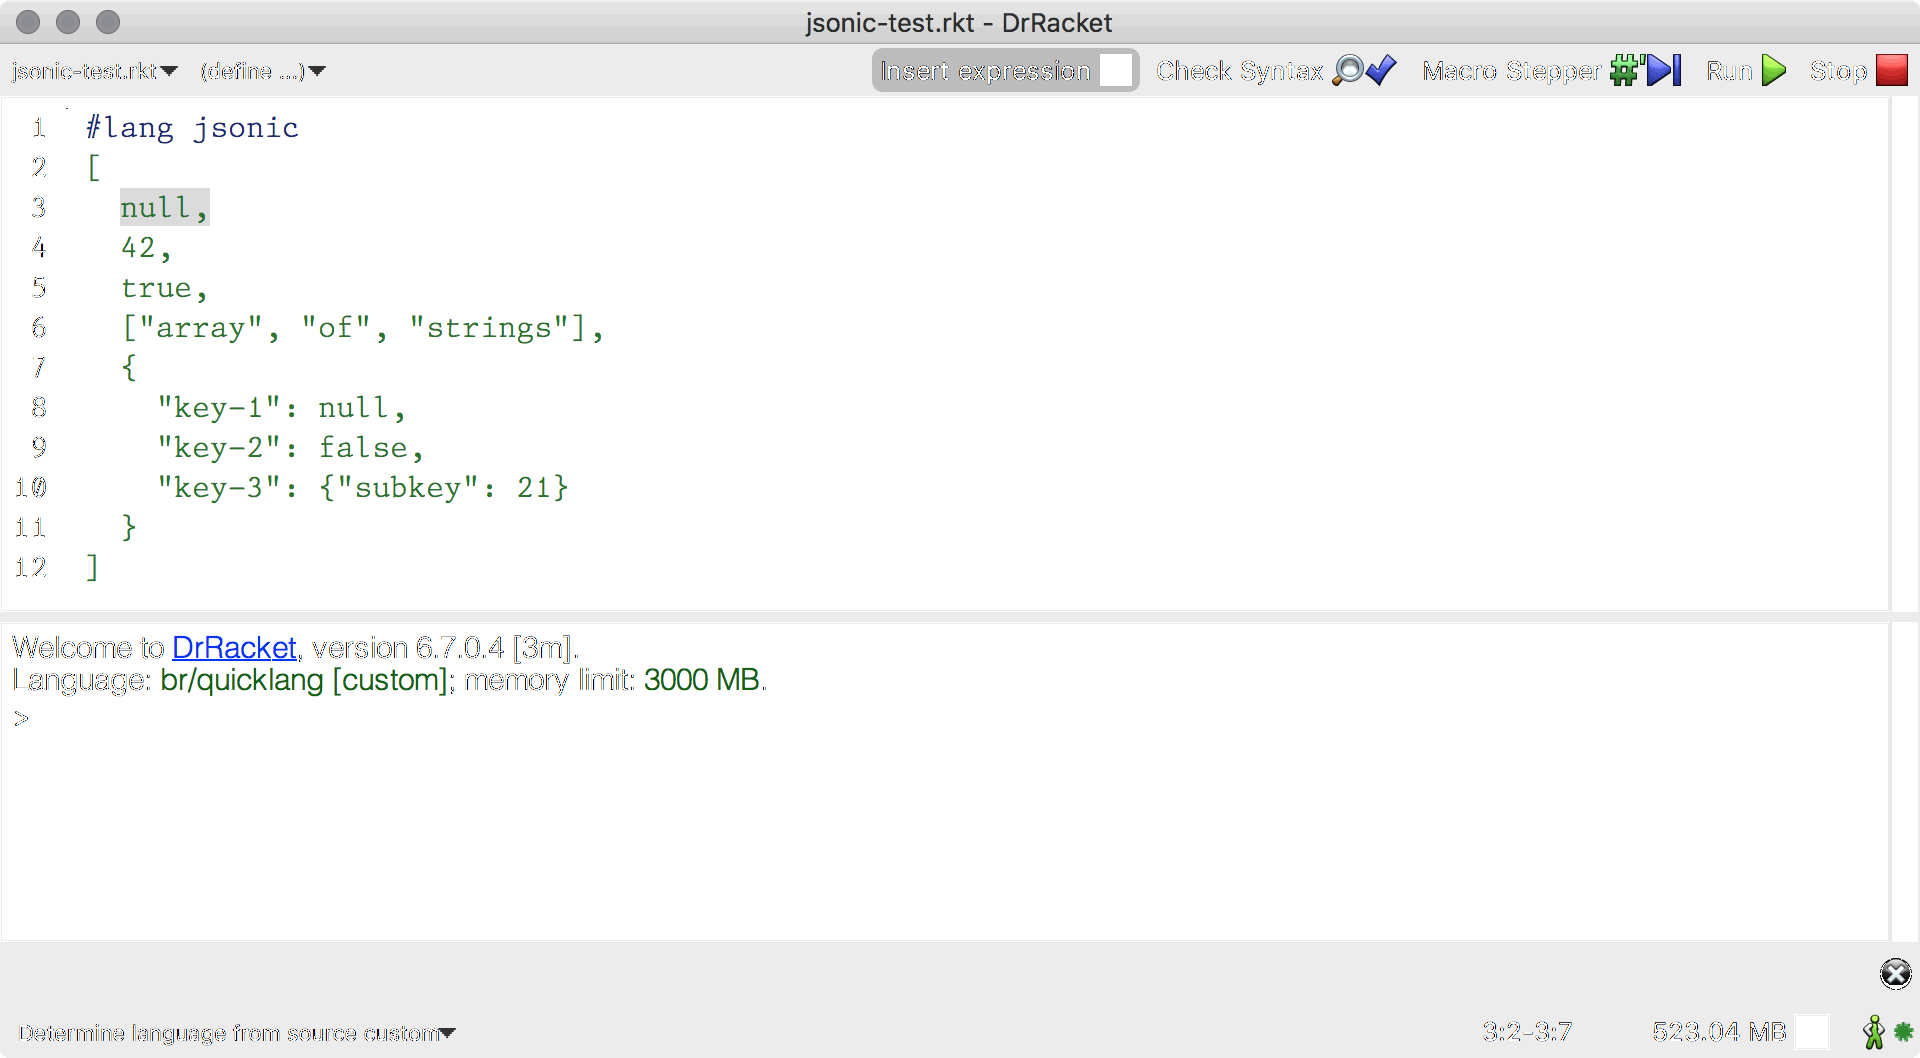 jsonic-test.rkt - DrRacket
jsonic-test.rkt (define ...) Insert expression Check Syntax Macro Stepper #' Run Stop
1 #lang jsonic
2 [
3   null,
4   42,
5   true,
6   ["array", "of", "strings"],
7   {
8     "key-1": null,
9     "key-2": false,
10     "key-3": {"subkey": 21}
11   }
12 ]
Welcome to DrRacket, version 6.7.0.4 [3m].
Language: br/quicklang [custom]; memory limit: 3000 MB.
>
Determine language from source custom 3:2-3:7 523.04 MB